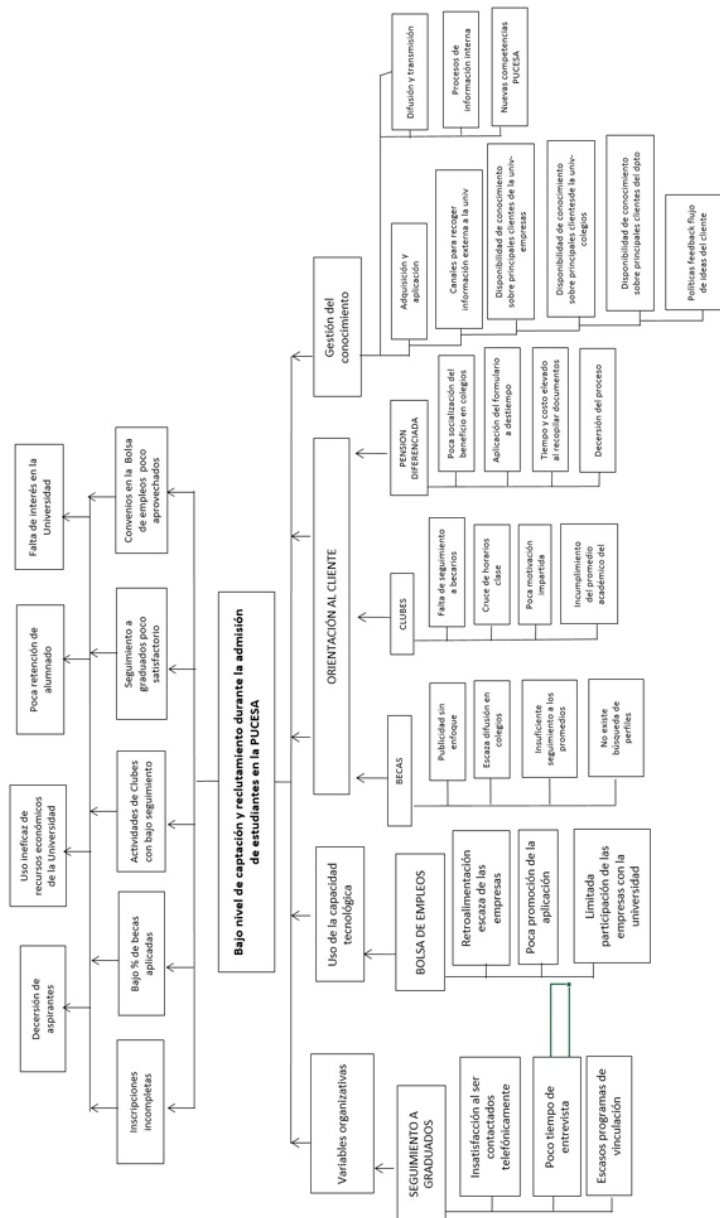 Decersión de
aspirantes
Uso ineficaz de
recursos económicos
de la Universidad
Poca retención de
alumnado
Falta de interés en la
Universidad
Inscripciones
incompletas
Bajo % de becas
aplicadas
Actividades de Clubes
con bajo seguimiento
Seguimiento a
graduados poco
satisfactorio
Convenios en la Bolsa
de empleos poco
aprovechados
Bajo nivel de captación y reclutamiento durante la admisión
de estudiantes en la PUCESA
Variables organizativas
Uso de la capacidad
tecnológica
ORIENTACIÓN AL CLIENTE
Gestión del
conocimiento
SEGUIMIENTO A
GRADUADOS
Insatisfacción al ser
contactados
telefónicamente
Poco tiempo de
entrevista
Escasos programas de
vinculación
BOLSA DE EMPLEOS
Retroalimentación
escaza de las
empresas
Poca promoción de la
aplicación
Limitada
participación de las
empresas con la
universidad
BECAS
Publicidad sin
enfoque
Escaza difusión en
colegios
Insuficiente
seguimiento a los
promedios
No existe
búsqueda de
perfiles
CLUBES
Falta de seguimiento
a becarios
Cruce de horarios
clase
Poca motivación
impartida
Incumplimiento
del promedio
académico del
PENSION
DIFERENCIADA
Poca socialización del
beneficio en colegios
Aplicación del formulario
a destiempo
Tiempo y costo elevado
al recopilar documentos
Decersión del proceso
Adquisición y
aplicación
Canales para recoger
información externa a la univ
Disponibilidad de conocimiento
sobre principales clientes de la univ-
empresas
Disponibilidad de conocimiento
sobre principales clientesde la univ-
colegios
Disponibilidad de conocimiento
sobre principales clientes del dpto
Políticas feedback flujo
de ideas del cliente
Difusión y transmisión
Procesos de
información interna
Nuevas competencias
PUCESA